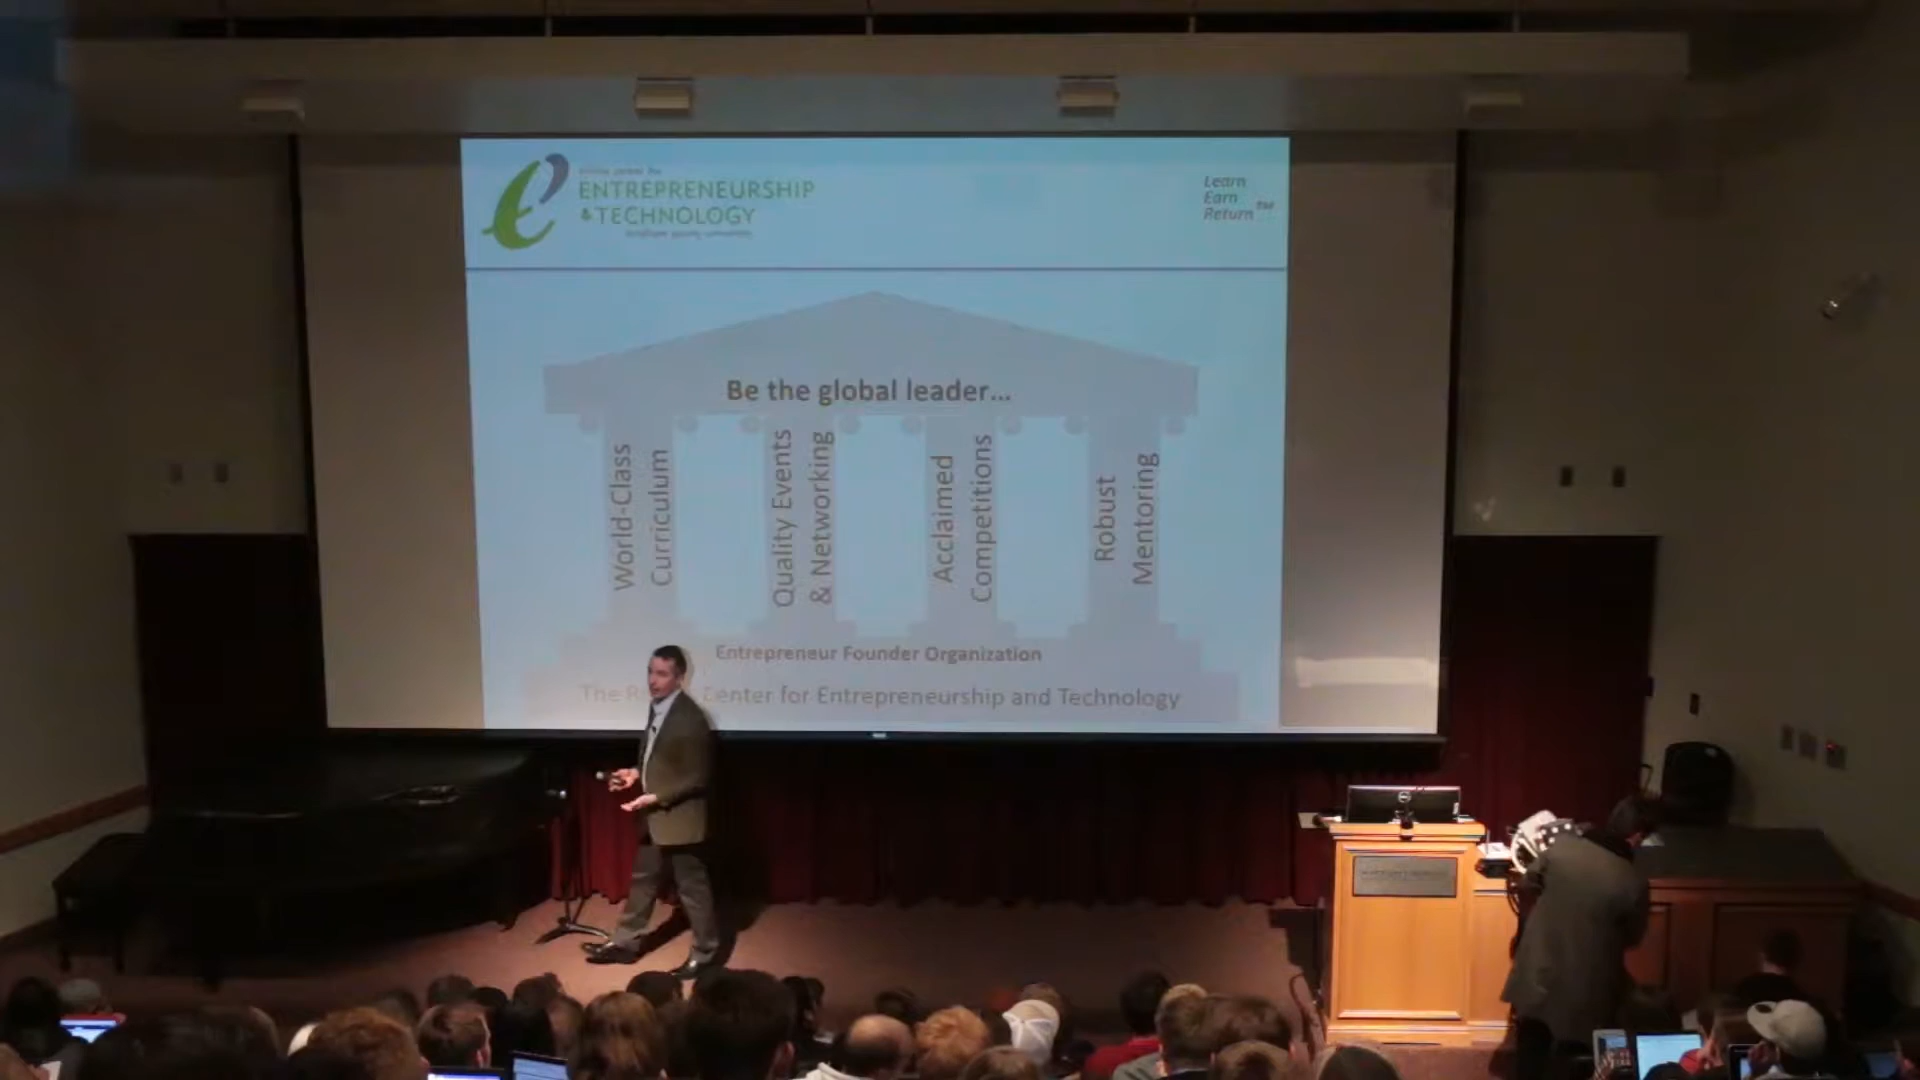 ENTREPRENEURSHIP
& TECHNOLOGY
Learn
Earn
Return™
Be the global leader...
World-Class
Curriculum
Quality Events
& Networking
Acclaimed
Competitions
Robust
Mentoring
Entrepreneur Founder Organization
The Center for Entrepreneurship and Technology